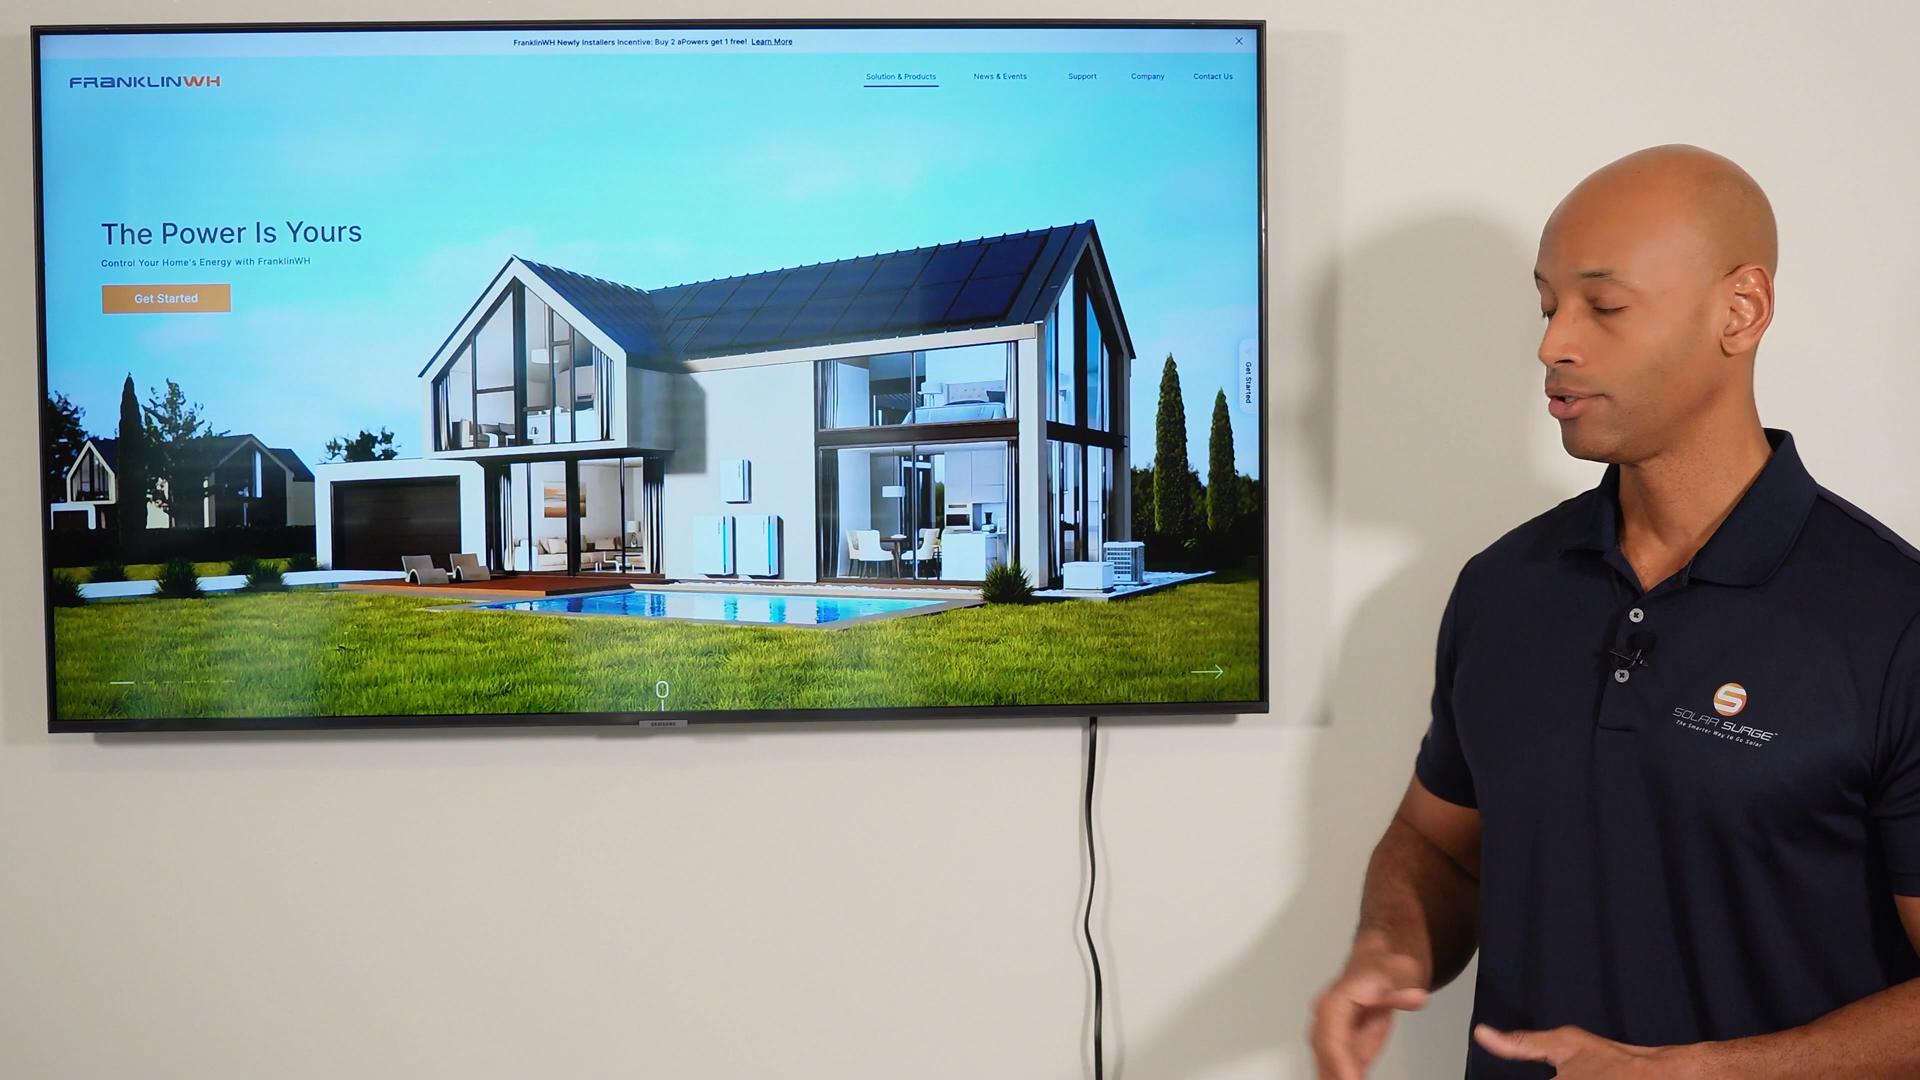 FranklinWH Newly Installers Incentive: Buy 2 aPowers get 1 free! Learn More
FRANKLINWH
Solution & Products News & Events Support Company Contact Us
The Power Is Yours
Control Your Home's Energy with FranklinWH
Get Started
Get Started
SAMSUNG
SOLAR SURGE
The Smarter Way to Go Solar